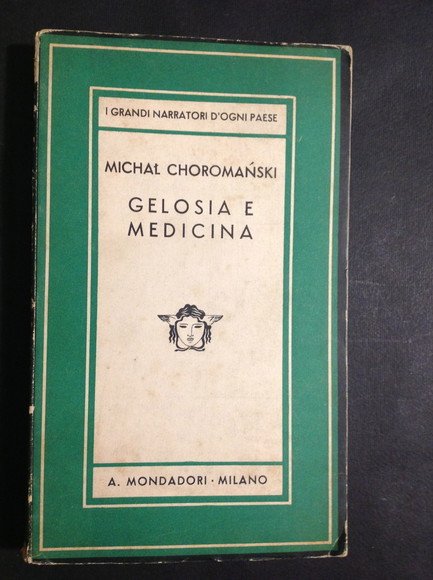 I GRANDI NARRATORI D'OGNI PAESE
MICHAŁ CHOROMAŃSKI
GELOSIA E
MEDICINA
A. MONDADORI · MILANO